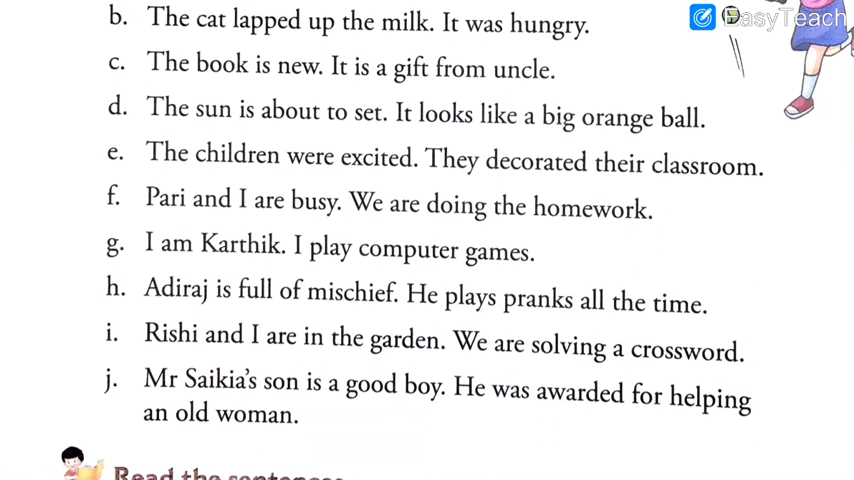 EasyTeach
b. The cat lapped up the milk. It was hungry.
c. The book is new. It is a gift from uncle.
d. The sun is about to set. It looks like a big orange ball.
e. The children were excited. They decorated their classroom.
f. Pari and I are busy. We are doing the homework.
g. I am Karthik. I play computer games.
h. Adiraj is full of mischief. He plays pranks all the time.
i. Rishi and I are in the garden. We are solving a crossword.
j. Mr Saikia's son is a good boy. He was awarded for helping
an old woman.
Read the sentences